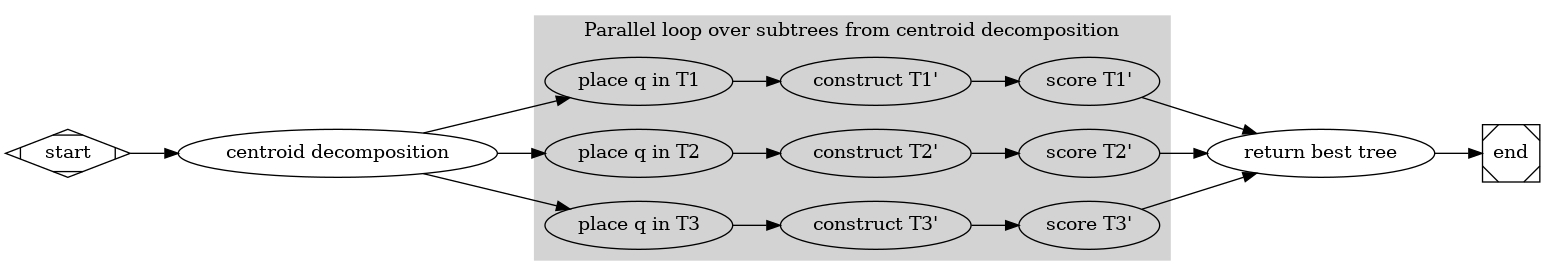 Parallel loop over subtrees from centroid decomposition
start
centroid decomposition
place q in T1
construct T1'
score T1'
place q in T2
construct T2'
score T2'
place q in T3
construct T3'
score T3'
return best tree
end